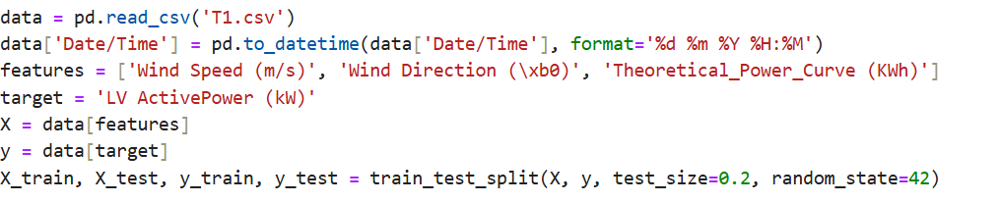 data = pd.read_csv('T1.csv')
data['Date/Time'] = pd.to_datetime(data['Date/Time'], format='%d %m %Y %H:%M')
features = ['Wind Speed (m/s)', 'Wind Direction (\xb0)', 'Theoretical_Power_Curve (KWh)']
target = 'LV ActivePower (kW)'
X = data[features]
y = data[target]
X_train, X_test, y_train, y_test = train_test_split(X, y, test_size=0.2, random_state=42)